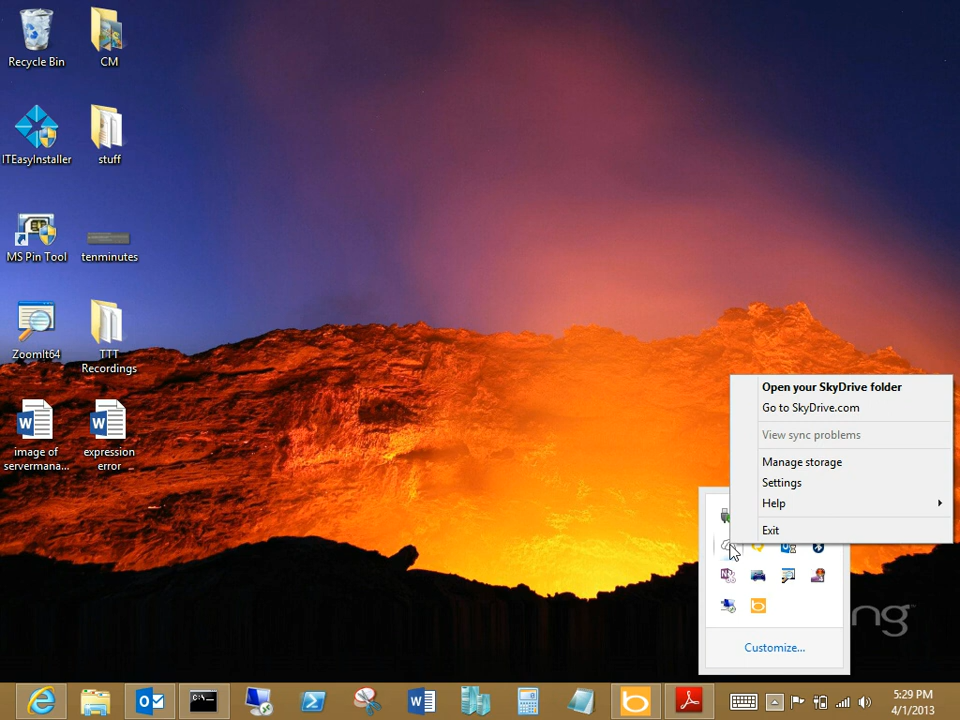 Recycle Bin
CM
ITEasyInstaller
stuff
MS Pin Tool
tenminutes
ZoomIt64
TTT
Recordings
image of
servermana...
expression
error _
Open your SkyDrive folder
Go to SkyDrive.com
View sync problems
Manage storage
Settings
Help
Exit
Customize...
ng
5:29 PM
4/1/2013